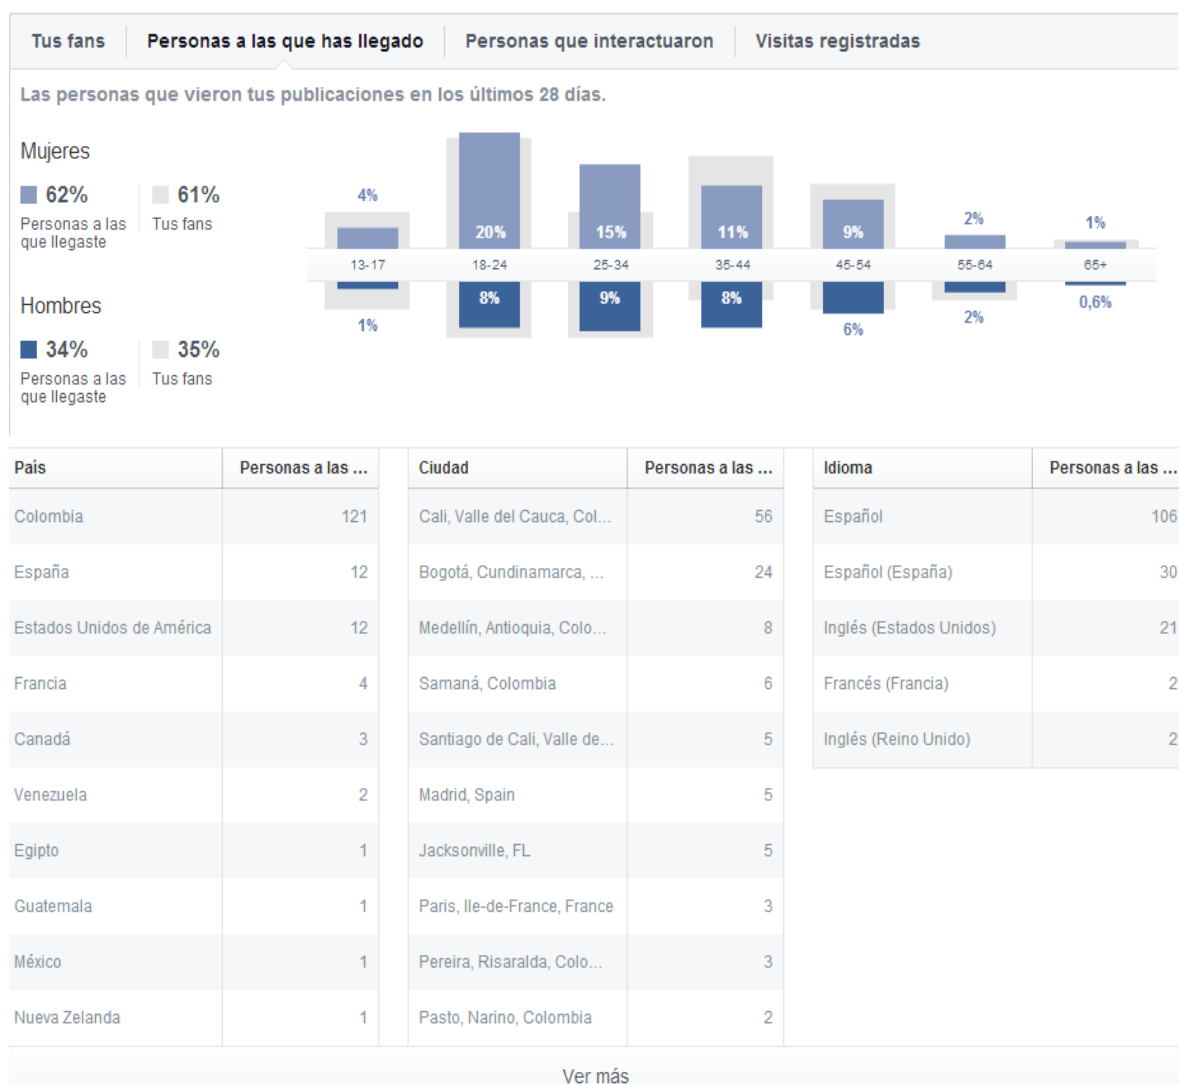 Tus fans Personas a las que has llegado Personas que interactuaron Visitas registradas
Las personas que vieron tus publicaciones en los últimos 28 días.
Mujeres
62% 61%
Personas a las que llegaste Tus fans
4% 20% 15% 11% 9% 2% 1%
13-17 18-24 25-34 35-44 45-54 55-64 65+
1% 8% 9% 8% 6% 2% 0,6%
Hombres
34% 35%
Personas a las que llegaste Tus fans
País Personas a las ... Ciudad Personas a las ... Idioma Personas a las ...
Colombia 121 Cali, Valle del Cauca, Col... 56 Español 106
España 12 Bogotá, Cundinamarca, ... 24 Español (España) 30
Estados Unidos de América 12 Medellín, Antioquia, Colo... 8 Inglés (Estados Unidos) 21
Francia 4 Samaná, Colombia 6 Francés (Francia) 2
Canadá 3 Santiago de Cali, Valle de... 5 Inglés (Reino Unido) 2
Venezuela 2 Madrid, Spain 5
Egipto 1 Jacksonville, FL 5
Guatemala 1 Paris, Ile-de-France, France 3
México 1 Pereira, Risaralda, Colo... 3
Nueva Zelanda 1 Pasto, Narino, Colombia 2
Ver más